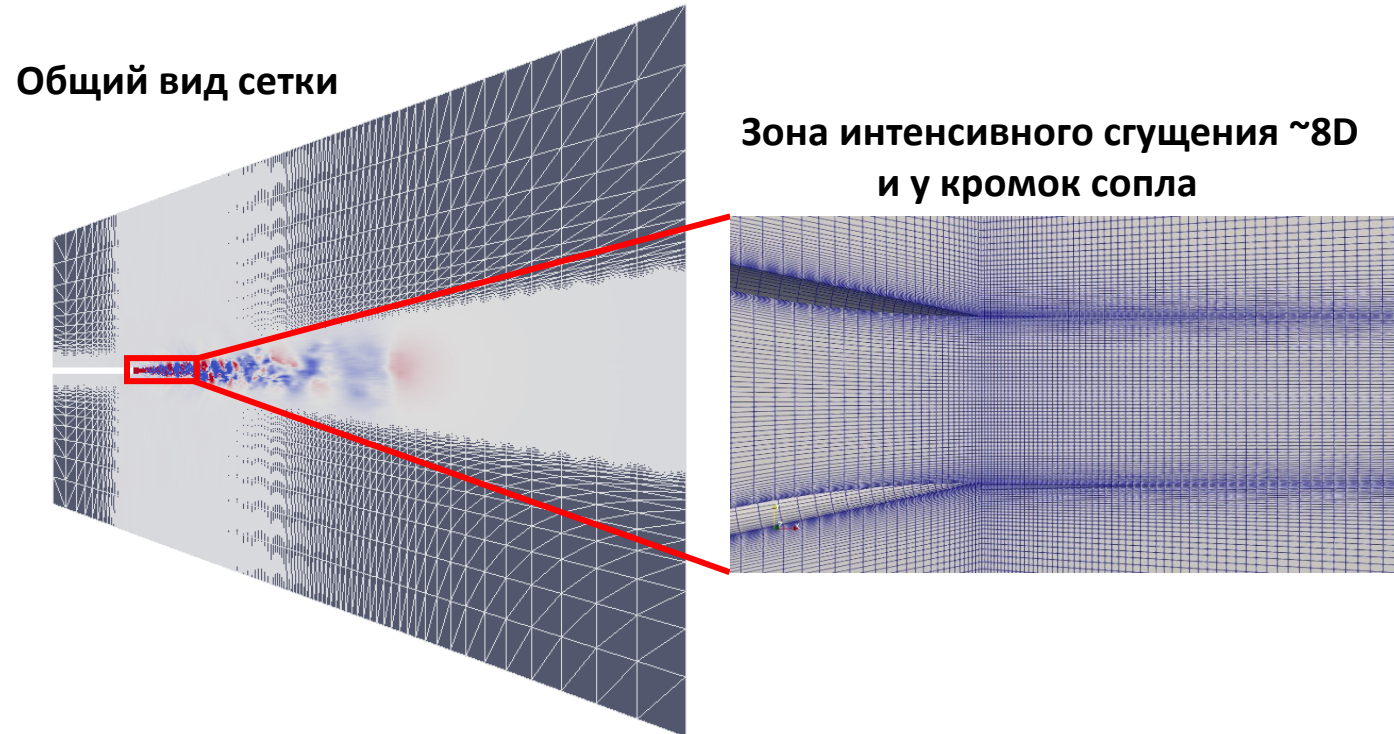 Общий вид сетки
Зона интенсивного сгущения ~8D
и у кромок сопла